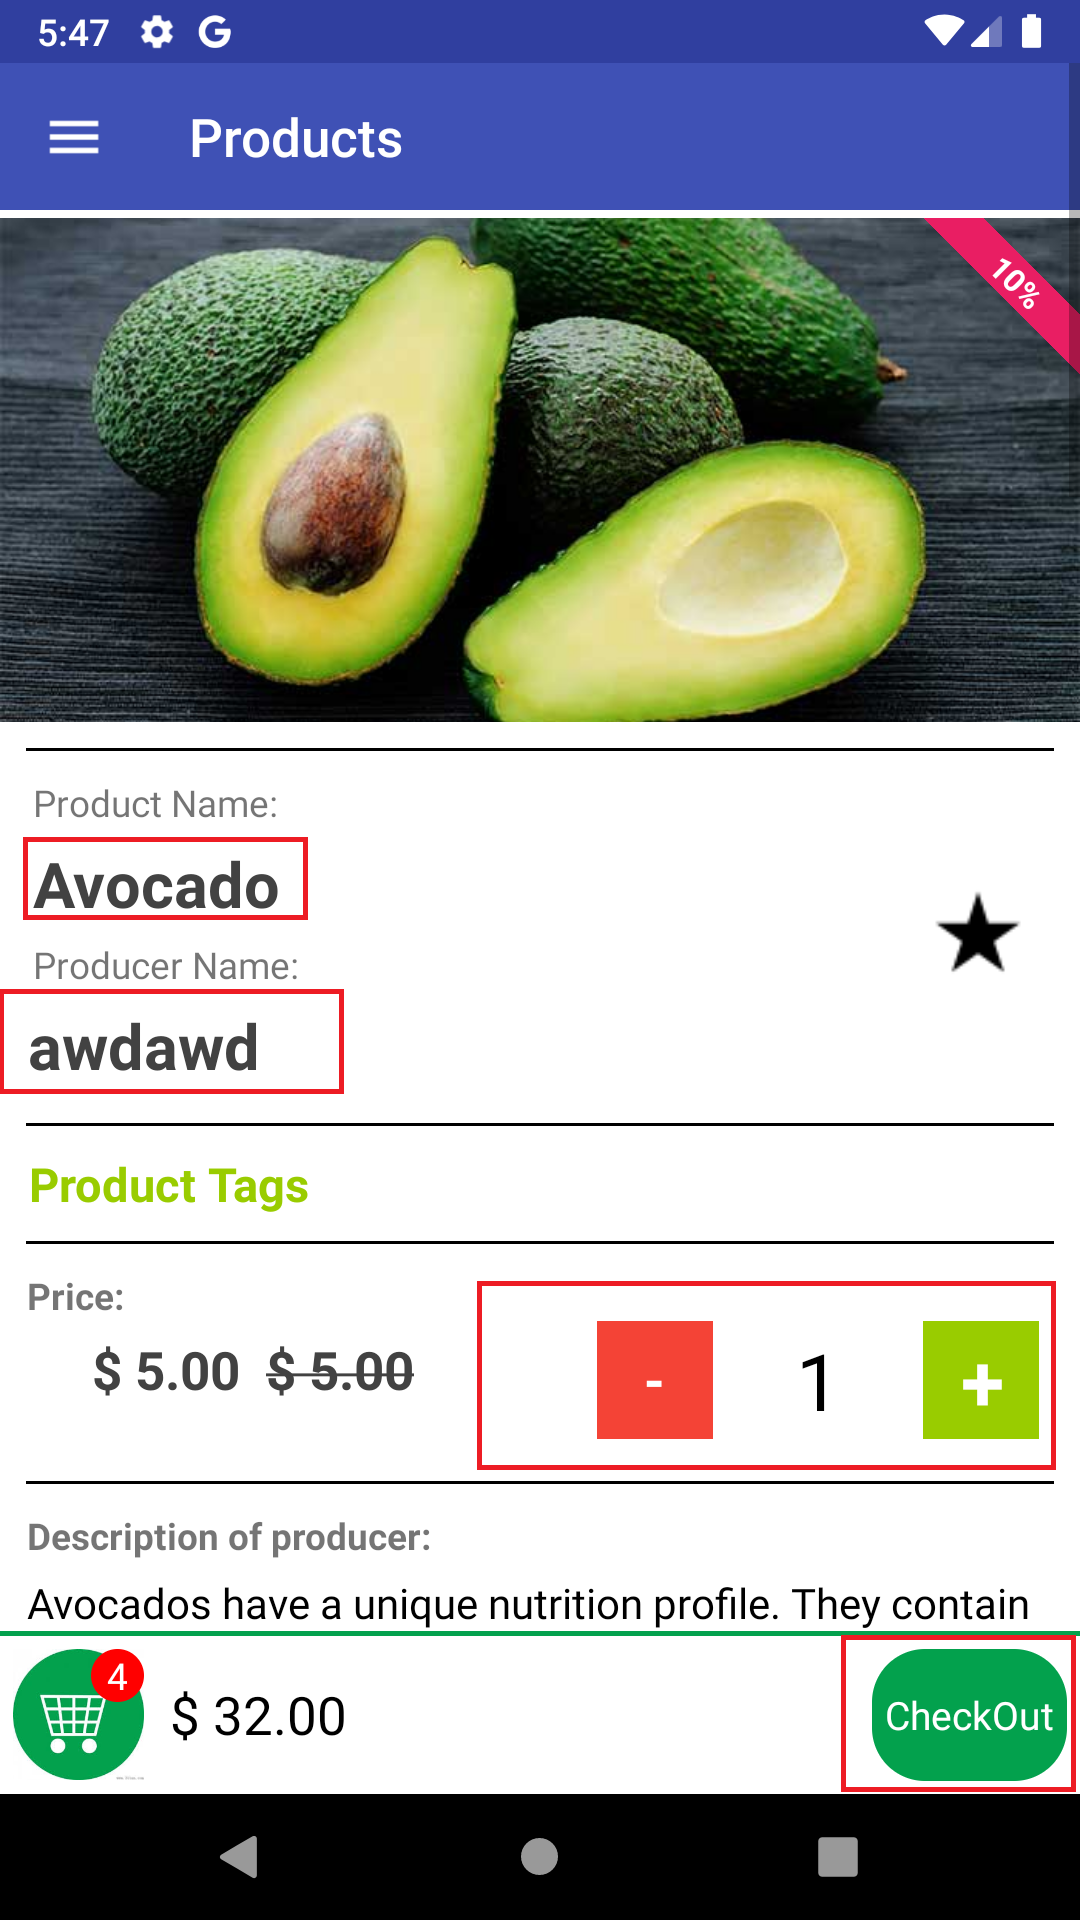 5:47
Products
10%
Product Name:
Avocado
Producer Name:
awdawd
Product Tags
Price:
$ 5.00 $ 5.00
- 1 +
Description of producer:
Avocados have a unique nutrition profile. They contain
4
$ 32.00
CheckOut